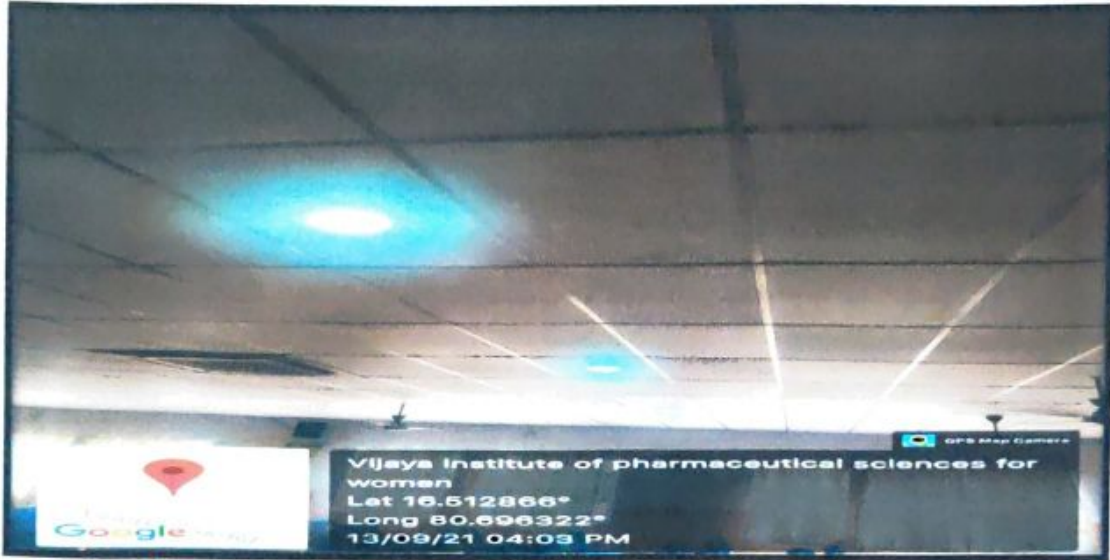 GPS Map Camera
Vijaya Institute of pharmaceutical sciences for
women
Lat 16.512866°
Long 80.696322°
13/09/21 04:03 PM
Google